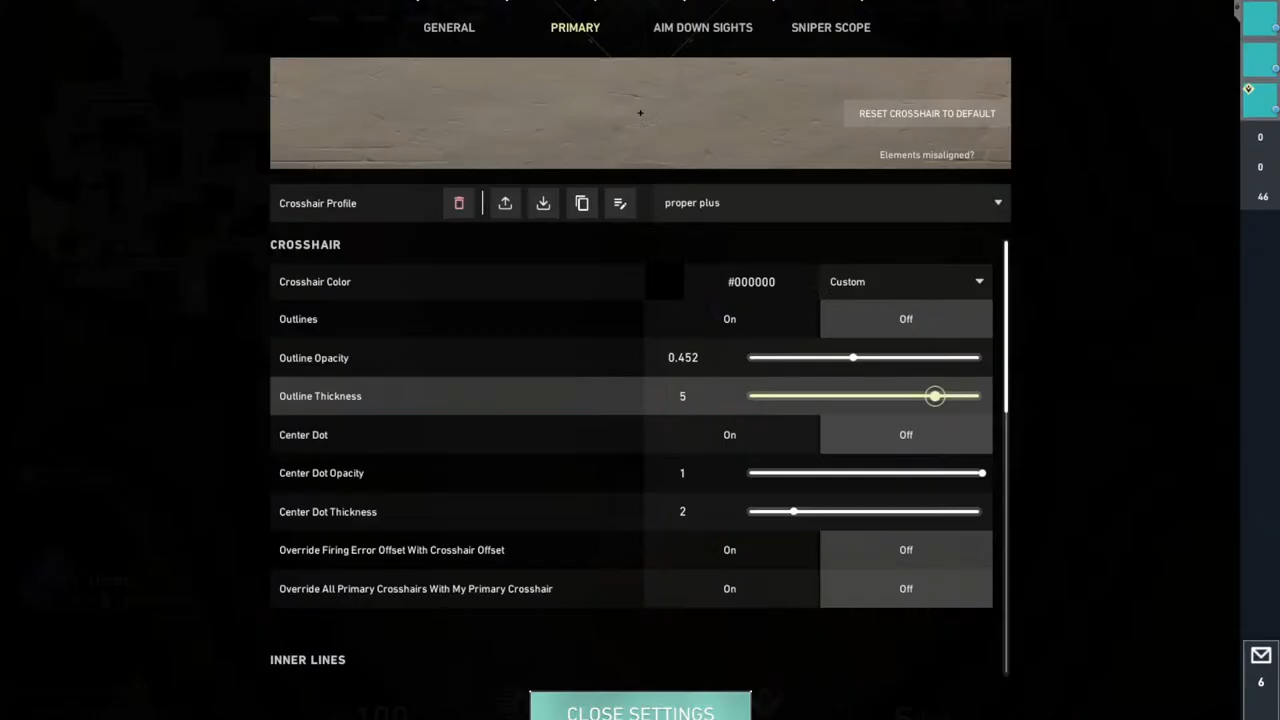 GENERAL PRIMARY AIM DOWN SIGHTS SNIPER SCOPE
RESET CROSSHAIR TO DEFAULT
Elements misaligned?
Crosshair Profile proper plus
CROSSHAIR
Crosshair Color #000000 Custom
Outlines On Off
Outline Opacity 0.452
Outline Thickness 5
Center Dot On Off
Center Dot Opacity 1
Center Dot Thickness 2
Override Firing Error Offset With Crosshair Offset On Off
Override All Primary Crosshairs With My Primary Crosshair On Off
INNER LINES
CLOSE SETTINGS
0
0
46
6